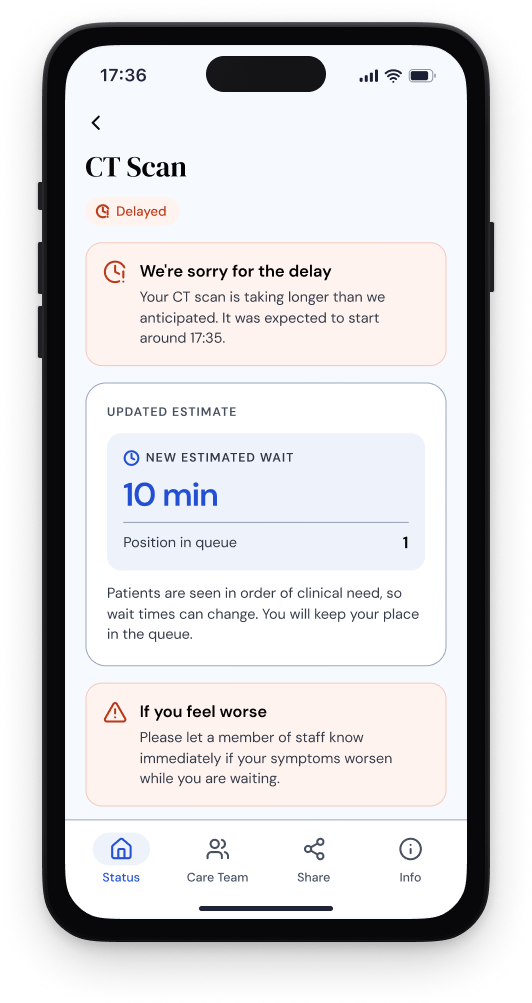 17:36
CT Scan
Delayed
We're sorry for the delay
Your CT scan is taking longer than we
anticipated. It was expected to start
around 17:35.
UPDATED ESTIMATE
NEW ESTIMATED WAIT
10 min
Position in queue 1
Patients are seen in order of clinical need, so
wait times can change. You will keep your place
in the queue.
If you feel worse
Please let a member of staff know
immediately if your symptoms worsen
while you are waiting.
Status Care Team Share Info